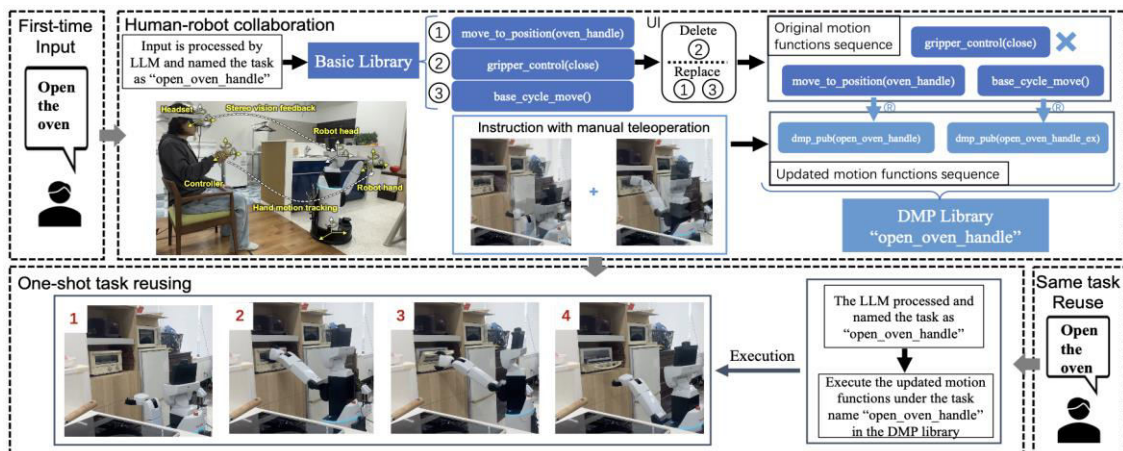 First-time
Input
Open
the
oven
Human-robot collaboration
Input is processed by
LLM and named the task
as “open_oven_handle”
Basic Library
① move_to_position(oven_handle)
② gripper_control(close)
③ base_cycle_move()
UI
Delete
②
Replace
① ③
Original motion
functions sequence
gripper_control(close)
move_to_position(oven_handle)
base_cycle_move()
®
®
dmp_pub(open_oven_handle)
dmp_pub(open_oven_handle_ex)
Updated motion functions sequence
DMP Library
“open_oven_handle”
Headset
Stereo vision feedback
Robot head
Controller
Robot hand
Hand motion tracking
Instruction with manual teleoperation
+
One-shot task reusing
1
2
3
4
Execution
The LLM processed and
named the task as
“open_oven_handle”
Execute the updated motion
functions under the task
name “open_oven_handle”
in the DMP library
Same task
Reuse
Open
the
oven